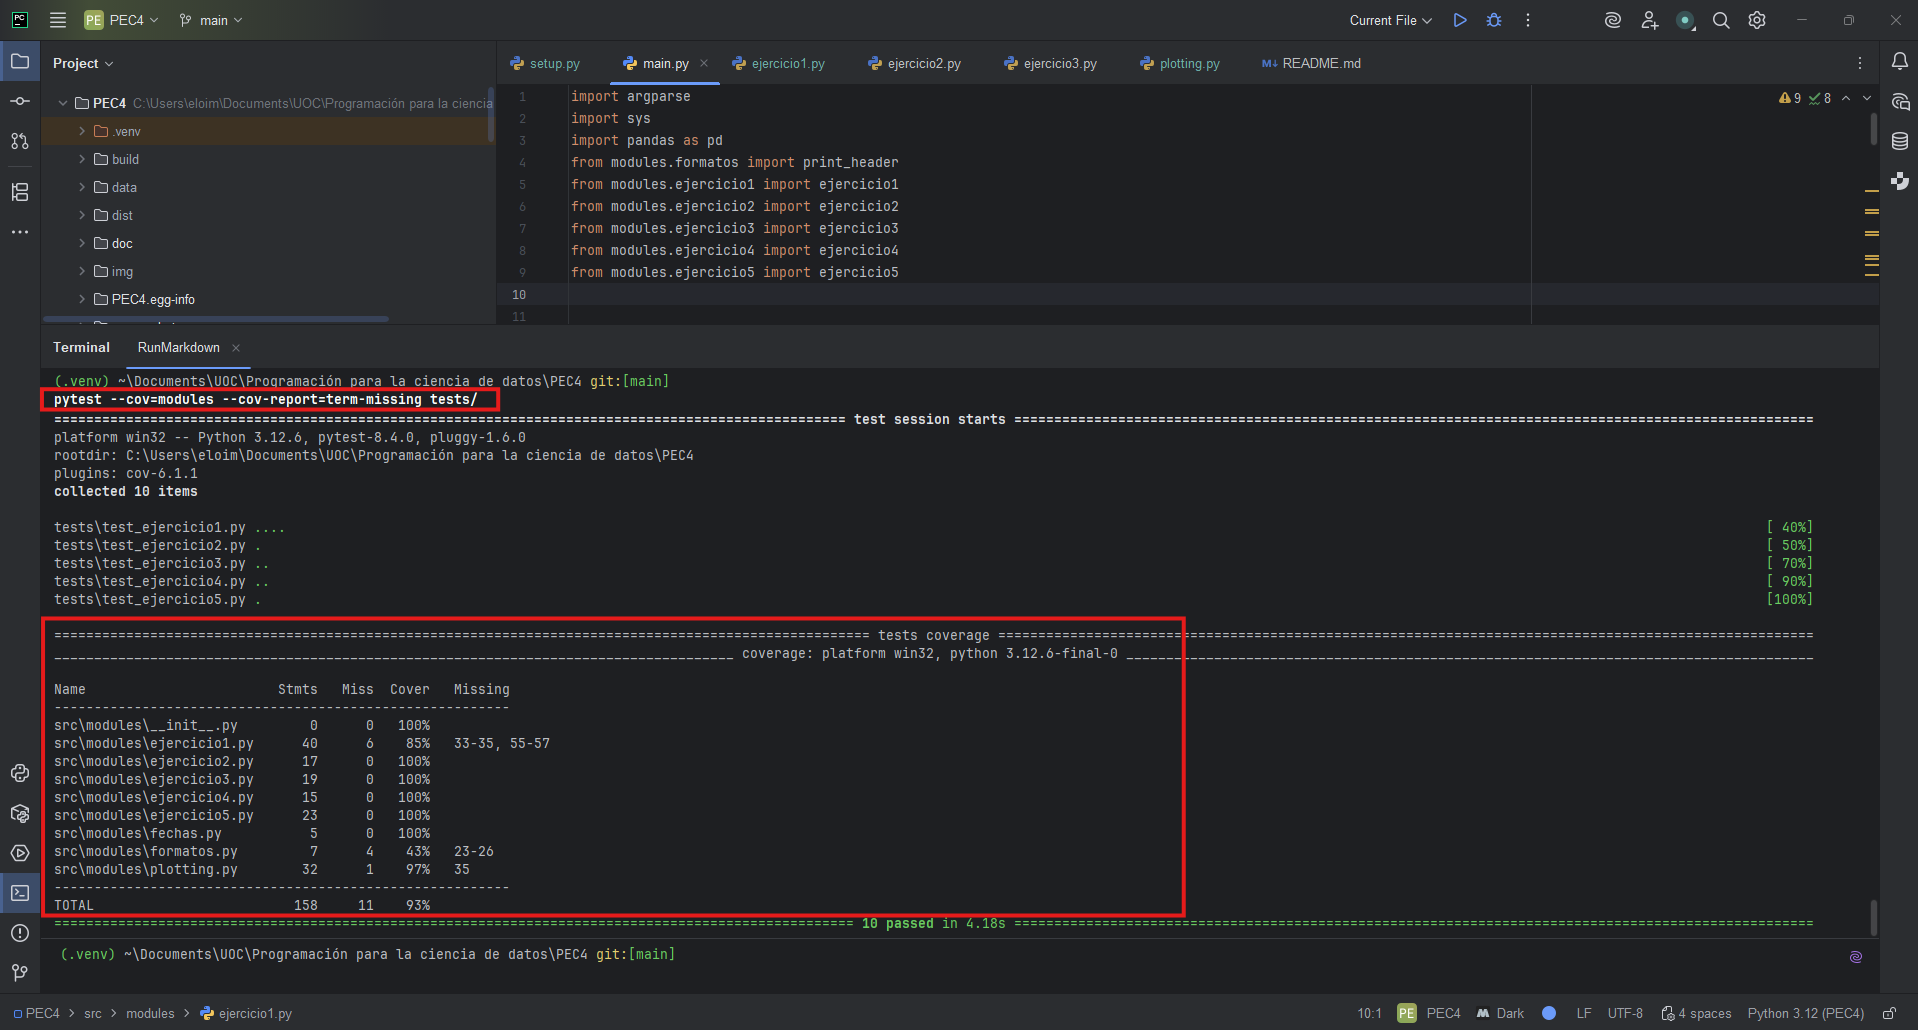 PC PE PEC4 main Current File
Project
setup.py main.py ejercicio1.py ejercicio2.py ejercicio3.py plotting.py M↓ README.md
PEC4 C:\Users\eloim\Documents\UOC\Programación para la ciencia
.venv
build
data
dist
doc
img
PEC4.egg-info
1 import argparse
2 import sys
3 import pandas as pd
4 from modules.formatos import print_header
5 from modules.ejercicio1 import ejercicio1
6 from modules.ejercicio2 import ejercicio2
7 from modules.ejercicio3 import ejercicio3
8 from modules.ejercicio4 import ejercicio4
9 from modules.ejercicio5 import ejercicio5
10
11
9 8
Terminal RunMarkdown
(.venv) ~\Documents\UOC\Programación para la ciencia de datos\PEC4 git:[main]
pytest --cov=modules --cov-report=term-missing tests/
=== test session starts ===
platform win32 -- Python 3.12.6, pytest-8.4.0, pluggy-1.6.0
rootdir: C:\Users\eloim\Documents\UOC\Programación para la ciencia de datos\PEC4
plugins: cov-6.1.1
collected 10 items
tests\test_ejercicio1.py .... [ 40%]
tests\test_ejercicio2.py . [ 50%]
tests\test_ejercicio3.py .. [ 70%]
tests\test_ejercicio4.py .. [ 90%]
tests\test_ejercicio5.py . [100%]
=== tests coverage ===
___ coverage: platform win32, python 3.12.6-final-0 ___
Name Stmts Miss Cover Missing
---------------------------------------------------------
src\modules\__init__.py 0 0 100%
src\modules\ejercicio1.py 40 6 85% 33-35, 55-57
src\modules\ejercicio2.py 17 0 100%
src\modules\ejercicio3.py 19 0 100%
src\modules\ejercicio4.py 15 0 100%
src\modules\ejercicio5.py 23 0 100%
src\modules\fechas.py 5 0 100%
src\modules\formatos.py 7 4 43% 23-26
src\modules\plotting.py 32 1 97% 35
---------------------------------------------------------
TOTAL 158 11 93%
=== 10 passed in 4.18s ===
(.venv) ~\Documents\UOC\Programación para la ciencia de datos\PEC4 git:[main]
PEC4 > src > modules > ejercicio1.py 10:1 PE PEC4 Dark LF UTF-8 4 spaces Python 3.12 (PEC4)